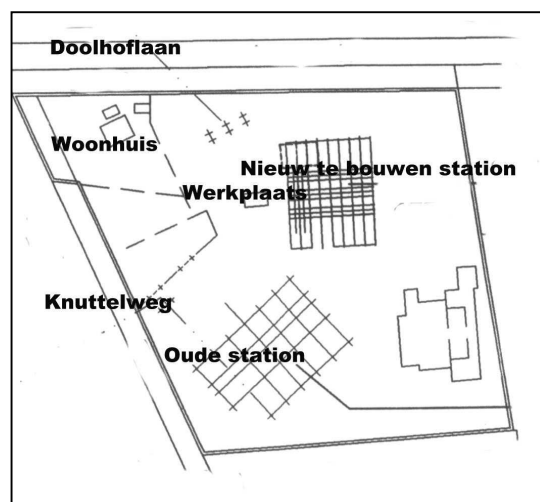 Doolhoflaan
Woonhuis
Nieuw te bouwen station
Werkplaats
Knuttelweg
Oude station